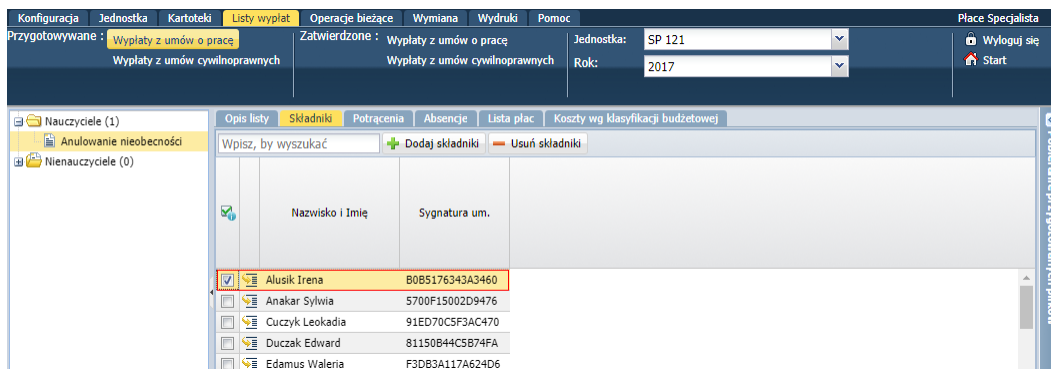 Konfiguracja Jednostka Kartoteki Listy wypłat Operacje bieżące Wymiana Wydruki Pomoc Płace Specjalista
Przygotowywane : Wypłaty z umów o pracę Zatwierdzone : Wypłaty z umów o pracę Jednostka: SP 121 Wyloguj się
Wypłaty z umów cywilnoprawnych Wypłaty z umów cywilnoprawnych Rok: 2017 Start
Nauczyciele (1) Opis listy Składniki Potrącenia Absencje Lista płac Koszty wg klasyfikacji budżetowej
Anulowanie nieobecności Wpisz, by wyszukać Dodaj składniki Usuń składniki
Nienauczyciele (0)
Nazwisko i Imię Sygnatura um.
Alusik Irena B0B5176343A3460
Anakar Sylwia 5700F15002D9476
Cuczyk Leokadia 91ED70C5F3AC470
Duczak Edward 81150B44C5B74FA
Edamus Waleria F3DB3A117A624D6